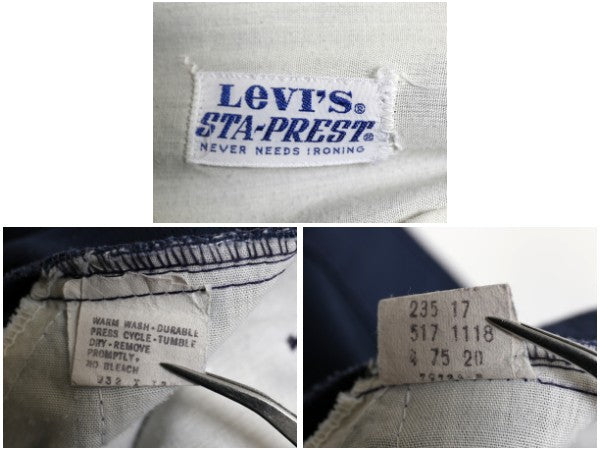 LEVI'S®
STA-PREST®
NEVER NEEDS IRONING
WARM WASH • DURABLE
PRESS CYCLE • TUMBLE
DRY • REMOVE
PROMPTLY.
NO BLEACH
235 17
517 1118
4 75 20